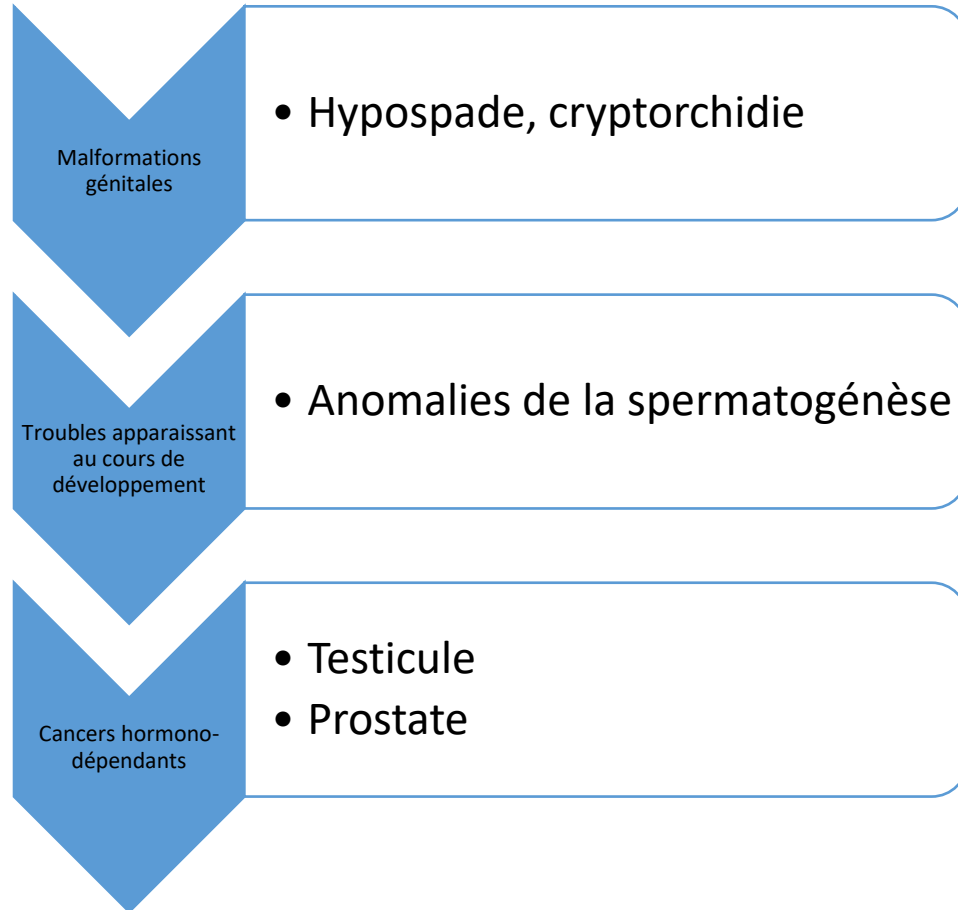 Malformations
génitales
• Hypospade, cryptorchidie
Troubles apparaissant
au cours de
développement
• Anomalies de la spermatogénèse
Cancers hormono-
dépendants
• Testicule
• Prostate